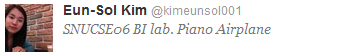 Eun-Sol Kim @kimeunsol001
SNUCSE06 BI lab. Piano Airplane